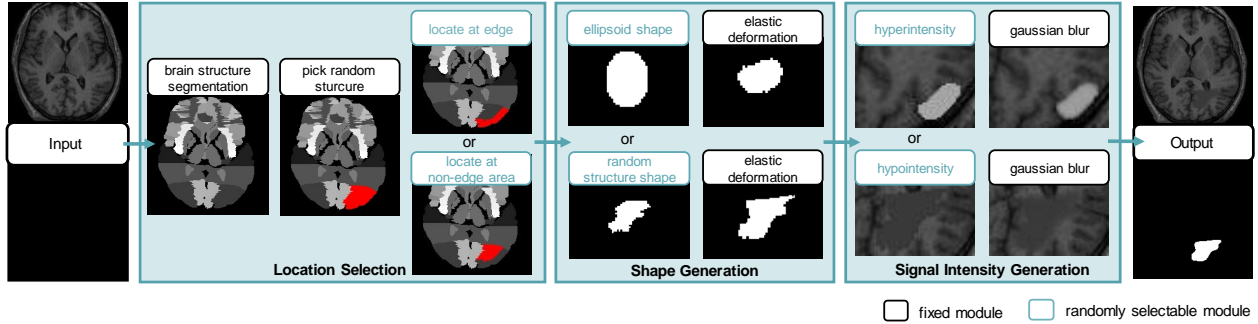 Input
brain structure
segmentation
pick random
sturcure
locate at edge
or
locate at
non-edge area
Location Selection
ellipsoid shape
elastic
deformation
or
random
structure shape
elastic
deformation
Shape Generation
hyperintensity
gaussian blur
or
hypointensity
gaussian blur
Signal Intensity Generation
Output
fixed module
randomly selectable module